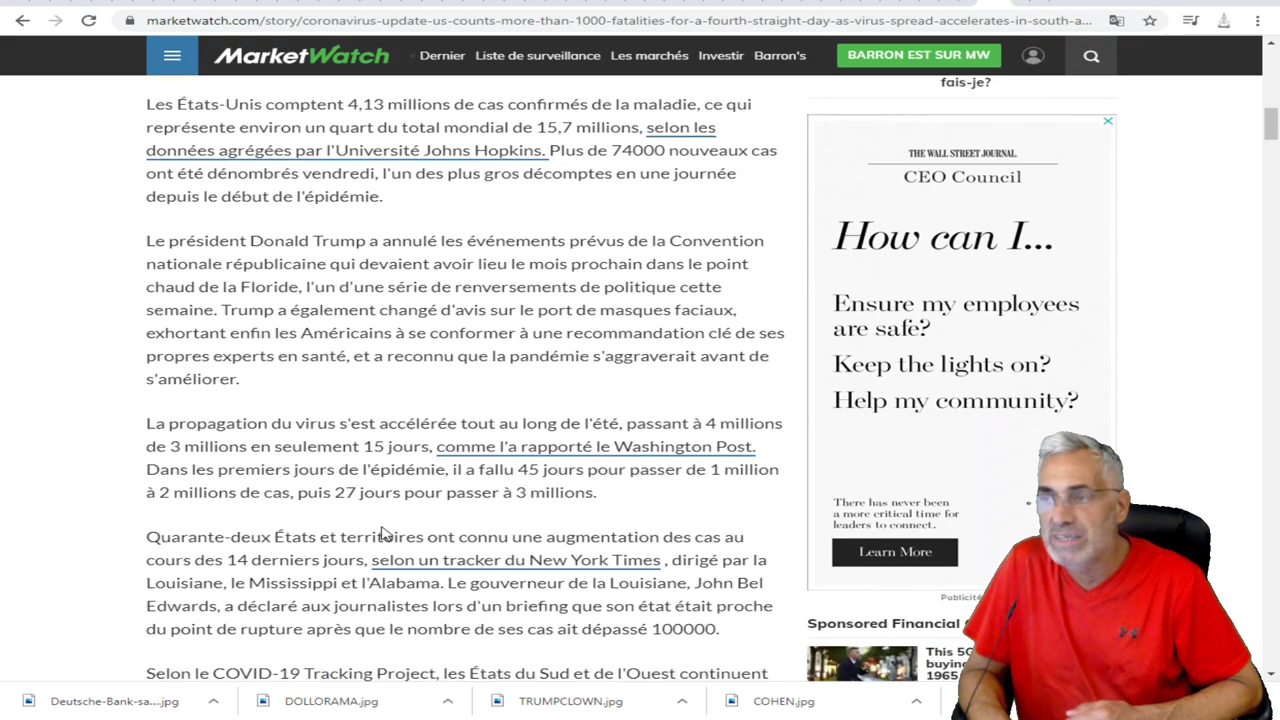 marketwatch.com/story/coronavirus-update-us-counts-more-than-1000-fatalities-for-a-fourth-straight-day-as-virus-spread-accelerates-in-south-a...
MarketWatch
Dernier Liste de surveillance Les marchés Investir Barron's
BARRON EST SUR MW
fais-je?
Les États-Unis comptent 4,13 millions de cas confirmés de la maladie, ce qui
représente environ un quart du total mondial de 15,7 millions, selon les
données agrégées par l'Université Johns Hopkins. Plus de 74000 nouveaux cas
ont été dénombrés vendredi, l'un des plus gros décomptes en une journée
depuis le début de l'épidémie.
Le président Donald Trump a annulé les événements prévus de la Convention
nationale républicaine qui devaient avoir lieu le mois prochain dans le point
chaud de la Floride, l'un d'une série de renversements de politique cette
semaine. Trump a également changé d'avis sur le port de masques faciaux,
exhortant enfin les Américains à se conformer à une recommandation clé de ses
propres experts en santé, et a reconnu que la pandémie s'aggraverait avant de
s'améliorer.
La propagation du virus s'est accélérée tout au long de l'été, passant à 4 millions
de 3 millions en seulement 15 jours, comme l'a rapporté le Washington Post.
Dans les premiers jours de l'épidémie, il a fallu 45 jours pour passer de 1 million
à 2 millions de cas, puis 27 jours pour passer à 3 millions.
Quarante-deux États et territoires ont connu une augmentation des cas au
cours des 14 derniers jours, selon un tracker du New York Times , dirigé par la
Louisiane, le Mississippi et l'Alabama. Le gouverneur de la Louisiane, John Bel
Edwards, a déclaré aux journalistes lors d'un briefing que son état était proche
du point de rupture après que le nombre de ses cas ait dépassé 100000.
Selon le COVID-19 Tracking Project, les États du Sud et de l'Ouest continuent
THE WALL STREET JOURNAL.
CEO Council
How can I...
Ensure my employees
are safe?
Keep the lights on?
Help my community?
There has never been
a more critical time for
leaders to connect.
Learn More
Publicité
Sponsored Financial
This 5G
buying
1965
Deutsche-Bank-sa....jpg
DOLLORAMA.jpg
TRUMPCLOWN.jpg
COHEN.jpg